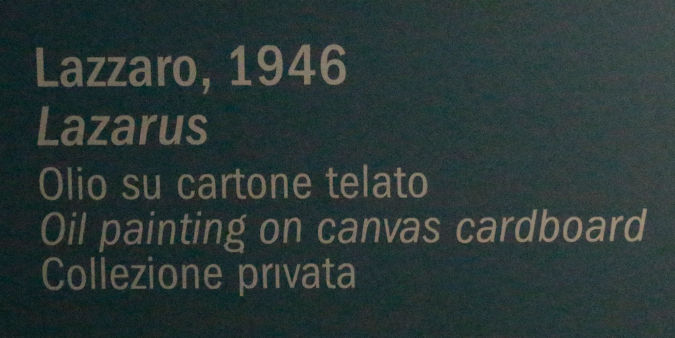 Lazzaro, 1946
Lazarus
Olio su cartone telato
Oil painting on canvas cardboard
Collezione privata